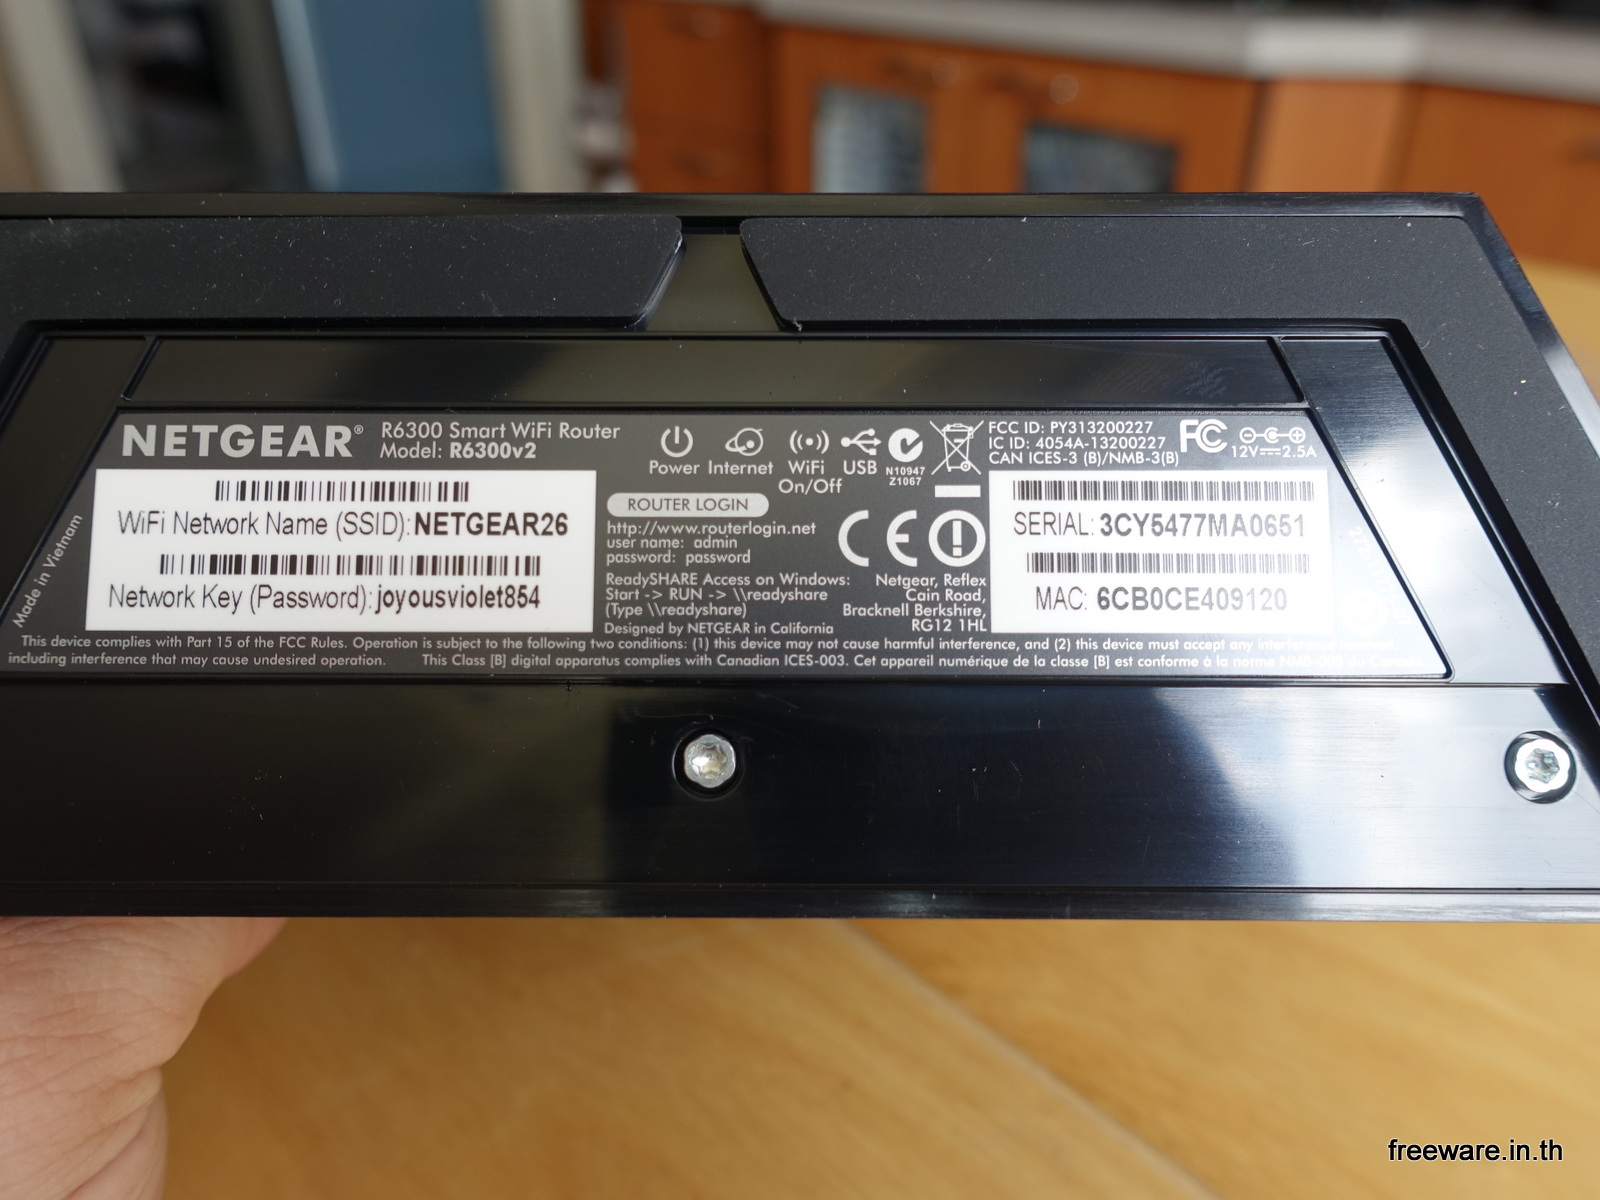 NETGEAR®
R6300 Smart WiFi Router
Model: R6300v2
Power Internet WiFi On/Off USB
N10947
Z1067
FCC ID: PY313200227
IC ID: 4054A-13200227
CAN ICES-3 (B)/NMB-3(B)
FC
12V 2.5A
WiFi Network Name (SSID): NETGEAR26
Network Key (Password): joyousviolet854
Made in Vietnam
ROUTER LOGIN
http://www.routerlogin.net
user name: admin
password: password
ReadySHARE Access on Windows:
Start -> RUN -> \\readyshare
(Type \\readyshare)
Designed by NETGEAR in California
CE
Netgear, Reflex
Cain Road,
Bracknell Berkshire,
RG12 1HL
SERIAL: 3CY5477MA0651
MAC: 6CB0CE409120
This device complies with Part 15 of the FCC Rules. Operation is subject to the following two conditions: (1) this device may not cause harmful interference, and (2) this device must accept any interference received,
including interference that may cause undesired operation. This Class [B] digital apparatus complies with Canadian ICES-003. Cet appareil numérique de la classe [B] est conforme à la norme NMB-003 du Canada.
freeware.in.th